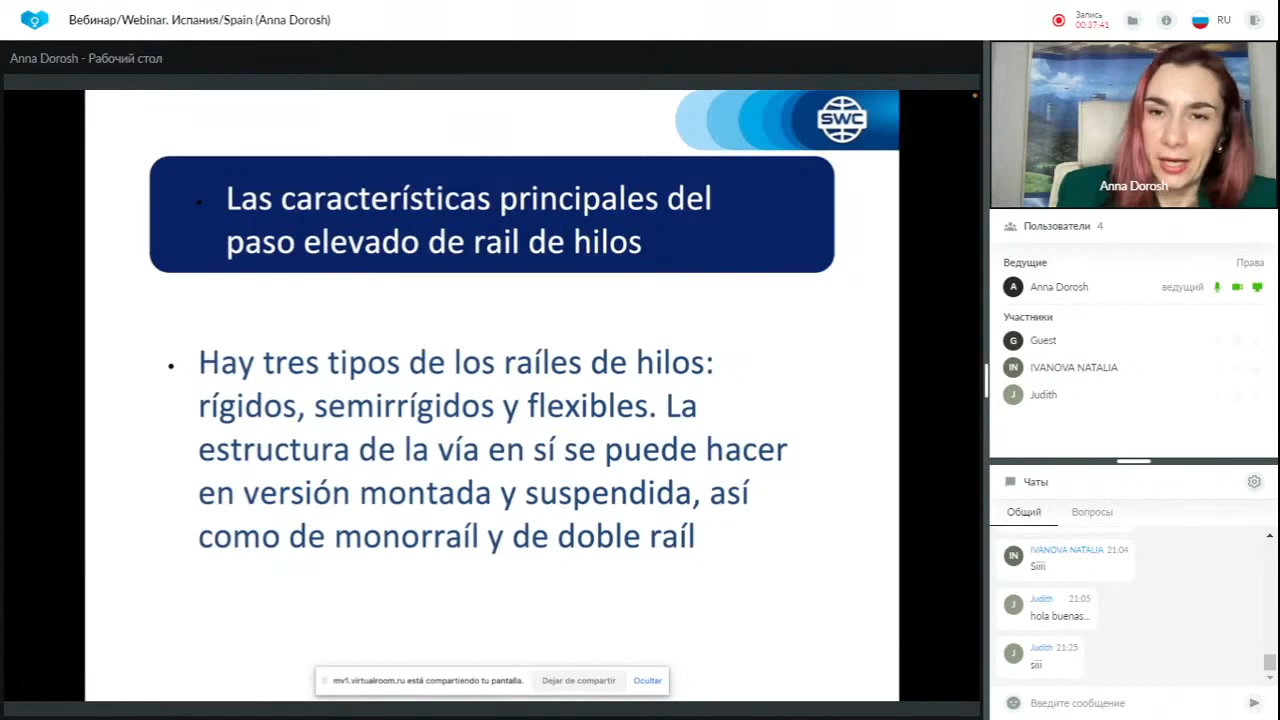 Вебинар/Webinar. Испания/Spain (Anna Dorosh)
Запись
00:37:41
RU
Anna Dorosh - Рабочий стол
SWC
Las características principales del
paso elevado de rail de hilos
Hay tres tipos de los raíles de hilos:
rígidos, semirrígidos y flexibles. La
estructura de la vía en sí se puede hacer
en versión montada y suspendida, así
como de monorraíl y de doble raíl
mv1.virtualroom.ru está compartiendo tu pantalla.
Dejar de compartir
Ocultar
Anna Dorosh
Пользователи 4
Ведущие
Права
A
Anna Dorosh
ведущий
Участники
G
Guest
IN
IVANOVA NATALIA
J
Judith
Чаты
Общий
Вопросы
IN
IVANOVA NATALIA 21:04
Siiii
J
Judith 21:05
hola buenas...
J
Judith 21:25
siii
Введите сообщение